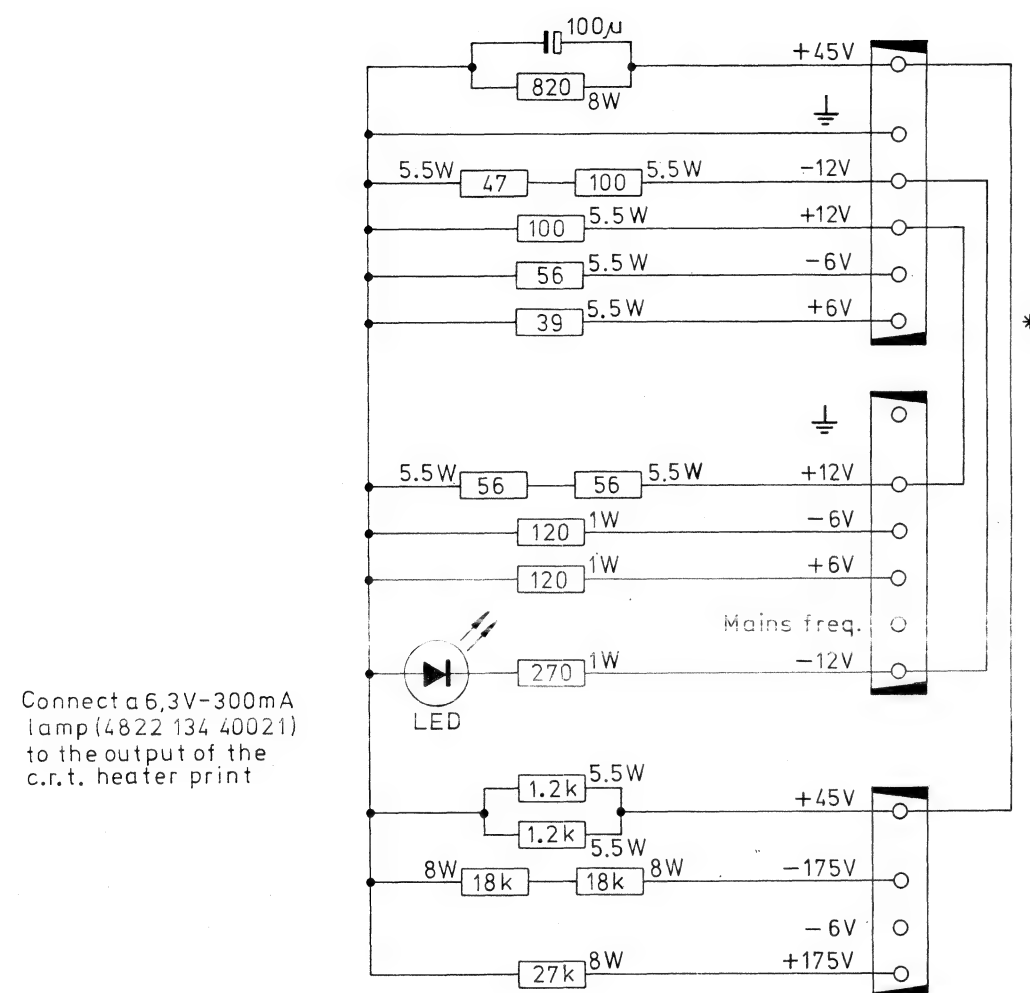 100µ
+45V
820
8W
5.5W 47 100 5.5W -12V
100 5.5W +12V
56 5.5W -6V
39 5.5W +6V
*
5.5W 56 56 5.5W +12V
120 1W -6V
120 1W +6V
Mains freq.
270 1W -12V
LED
Connect a 6,3V-300mA
lamp (4822 134 40021)
to the output of the
c.r.t. heater print
1.2k 5.5W
+45V
1.2k
5.5W
8W 18k 18k 8W -175V
-6V
27k 8W +175V